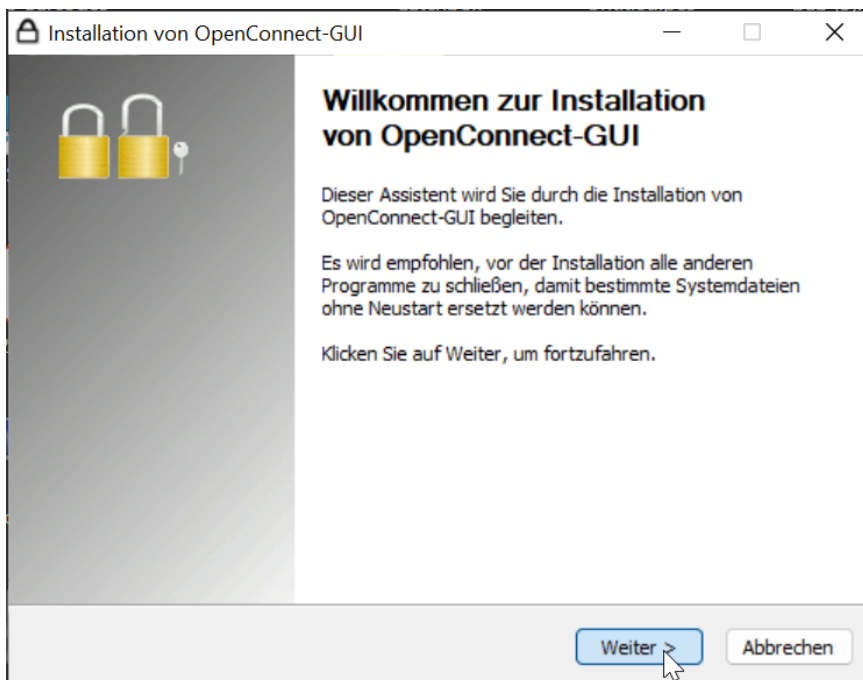 Installation von OpenConnect-GUI
Willkommen zur Installation
von OpenConnect-GUI
Dieser Assistent wird Sie durch die Installation von
OpenConnect-GUI begleiten.
Es wird empfohlen, vor der Installation alle anderen
Programme zu schließen, damit bestimmte Systemdateien
ohne Neustart ersetzt werden können.
Klicken Sie auf Weiter, um fortzufahren.
Weiter >
Abbrechen